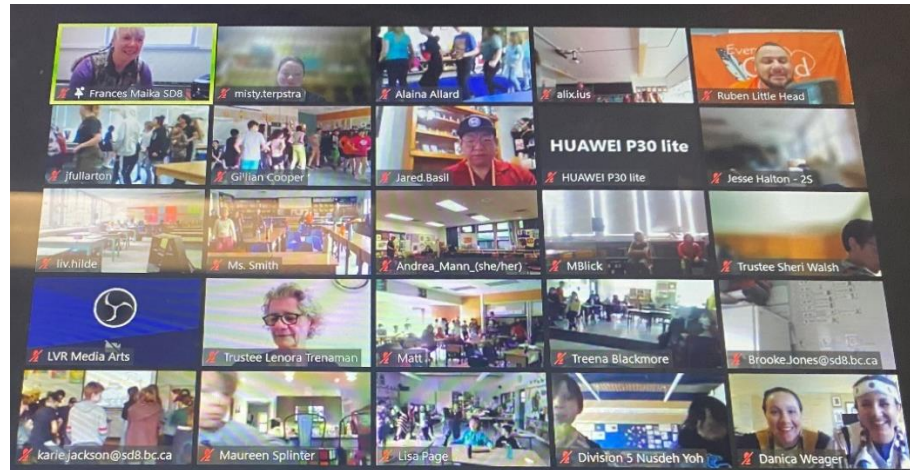 Frances Maika SD8
misty.terpstra
Alaina Allard
alix.ius
Ever
Ruben Little Head
jfullarton
Gillian Cooper
Jared.Basil
HUAWEI P30 lite
HUAWEI P30 lite
Jesse Halton - 2S
liv.hilde
Ms. Smith
Andrea_Mann_(she/her)
MBlick
Trustee Sheri Walsh
LVR Media Arts
Trustee Lenora Trenaman
Matt J
Treena Blackmore
Brooke.Jones@sd8.bc.ca
karie.jackson@sd8.bc.ca
Maureen Splinter
Lisa Page
Division 5 Nusdeh Yoh
Danica Weager